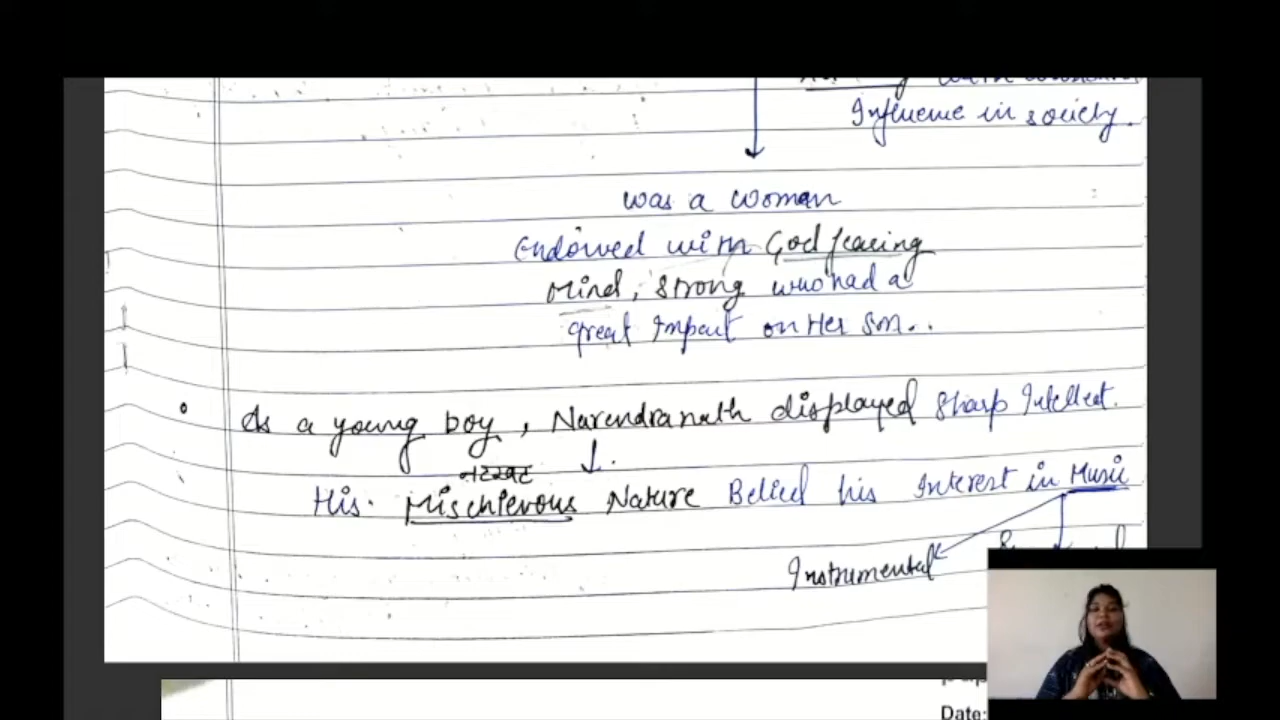 Influence in society.
was a woman
Endowed with God fearing
Mind, strong who had a
great Impact on Her son..
As a young boy, Narendranath displayed Sharp Intellect.
नटखट
His. Mischievous Nature Belied his Interest in Music
Instrumental
Date: